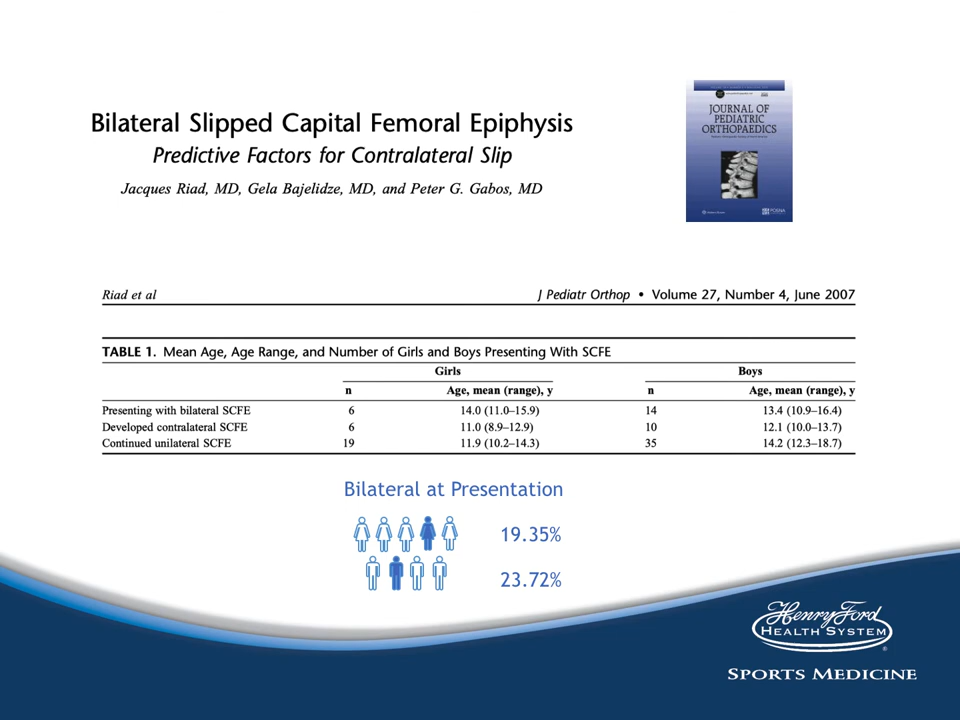 Bilateral Slipped Capital Femoral Epiphysis
Predictive Factors for Contralateral Slip
Jacques Riad, MD, Gela Bajelidze, MD, and Peter G. Gabos, MD
JOURNAL OF
PEDIATRIC
ORTHOPAEDICS
POSNA
Riad et al J Pediatr Orthop • Volume 27, Number 4, June 2007
TABLE 1. Mean Age, Age Range, and Number of Girls and Boys Presenting With SCFE
Girls Boys
n Age, mean (range), y n Age, mean (range), y
Presenting with bilateral SCFE 6 14.0 (11.0–15.9) 14 13.4 (10.9–16.4)
Developed contralateral SCFE 6 11.0 (8.9–12.9) 10 12.1 (10.0–13.7)
Continued unilateral SCFE 19 11.9 (10.2–14.3) 35 14.2 (12.3–18.7)
Bilateral at Presentation
19.35%
23.72%
Henry Ford
HEALTH SYSTEM
®
SPORTS MEDICINE